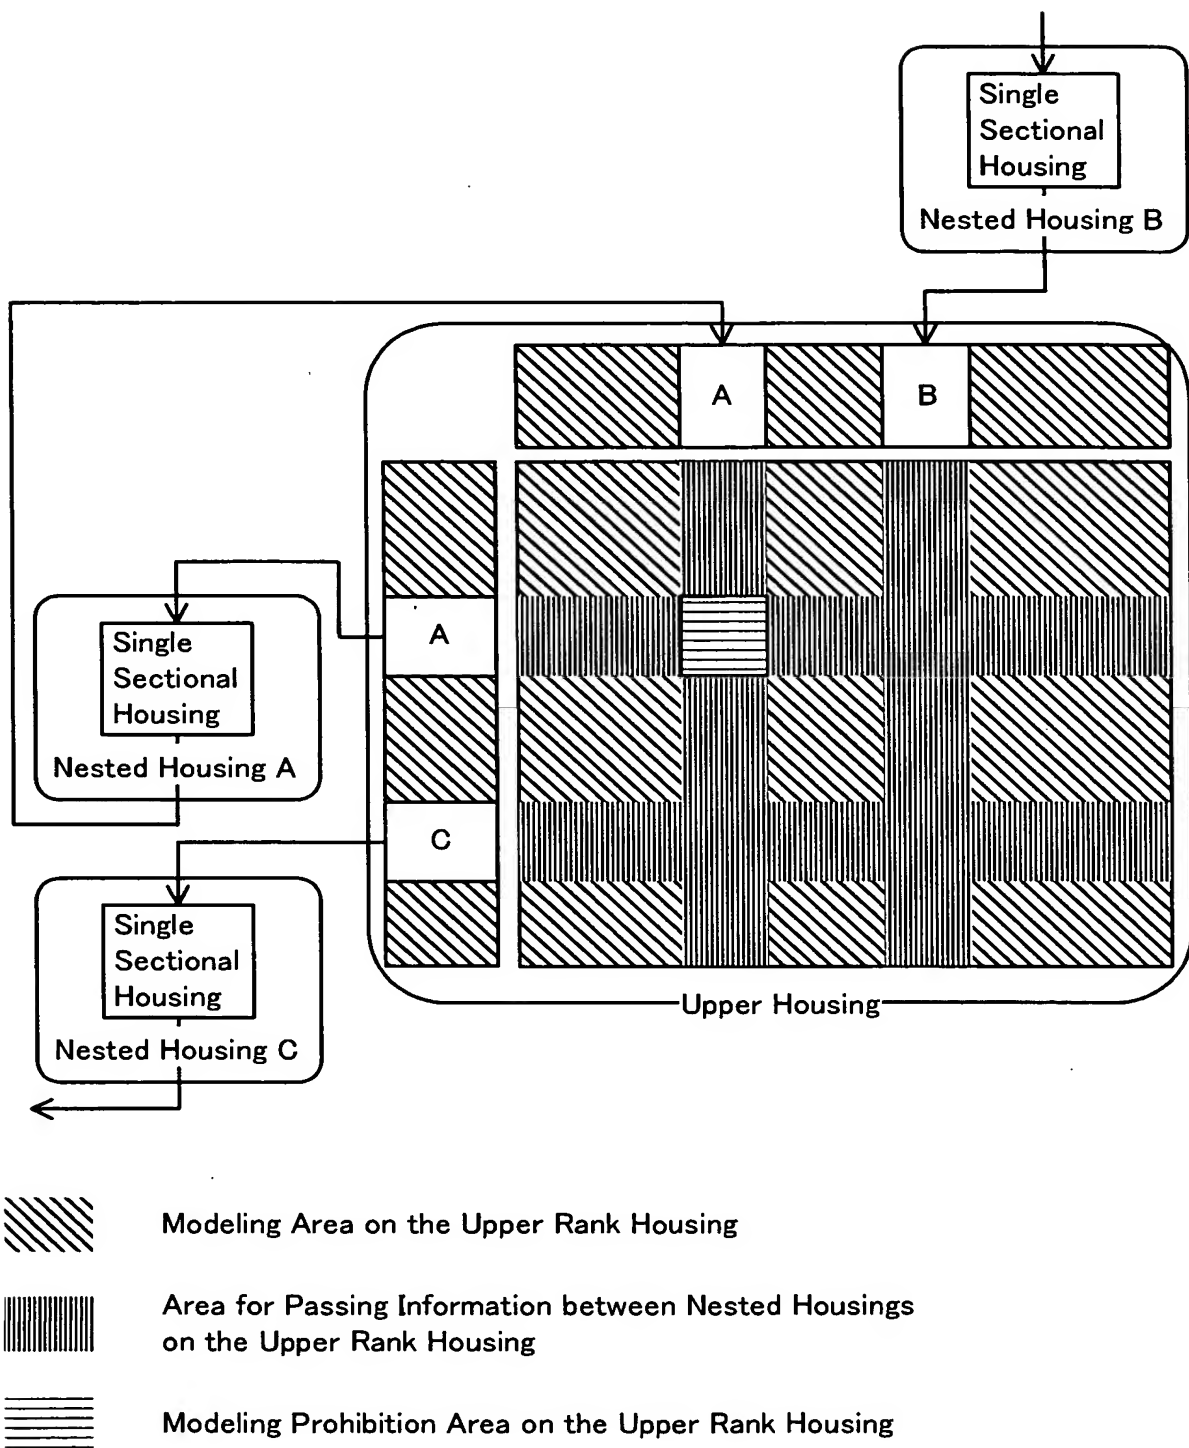 Single
Sectional
Housing
Nested Housing B
A
B
A
Single
Sectional
Housing
Nested Housing A
C
Single
Sectional
Housing
Nested Housing C
Upper Housing
Modeling Area on the Upper Rank Housing
Area for Passing Information between Nested Housings
on the Upper Rank Housing
Modeling Prohibition Area on the Upper Rank Housing